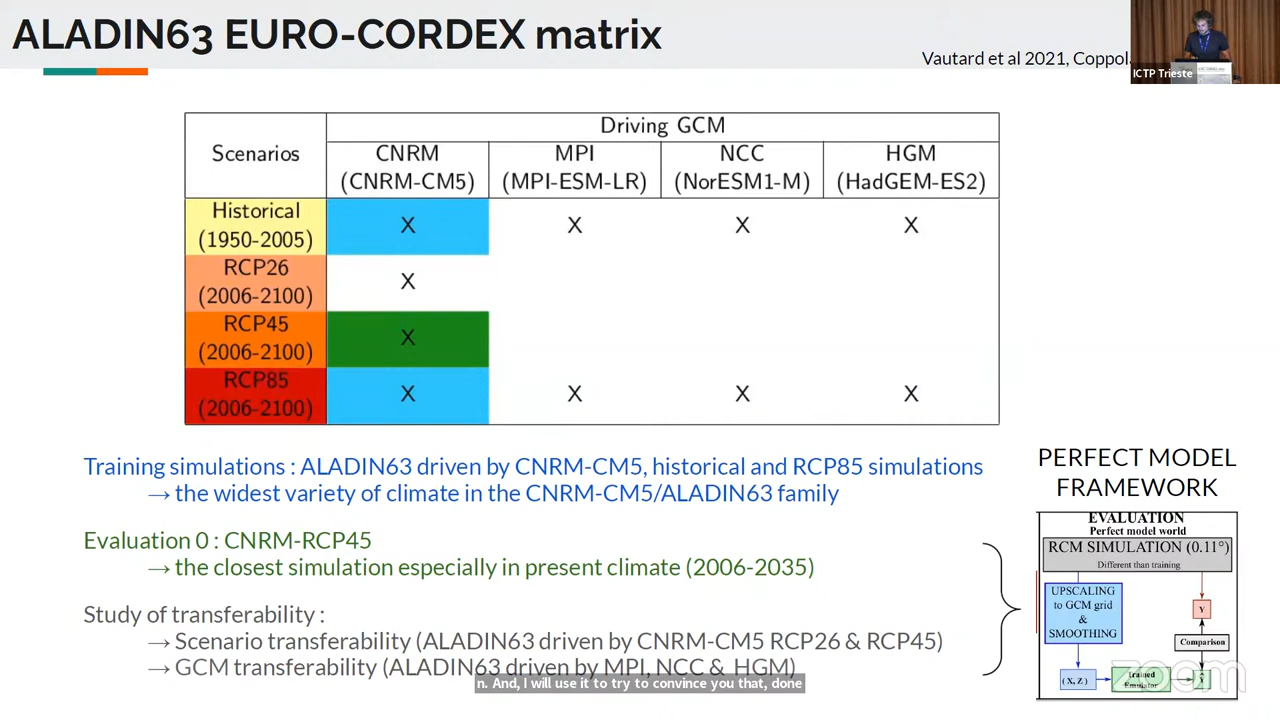 ALADIN63 EURO-CORDEX matrix
Vautard et al 2021, Coppola
ICTP Trieste
Driving GCM
Scenarios
CNRM MPI NCC HGM
(CNRM-CM5) (MPI-ESM-LR) (NorESM1-M) (HadGEM-ES2)
Historical
(1950-2005) X X X X
RCP26
(2006-2100) X
RCP45
(2006-2100) X
RCP85
(2006-2100) X X X X
Training simulations : ALADIN63 driven by CNRM-CM5, historical and RCP85 simulations
→ the widest variety of climate in the CNRM-CM5/ALADIN63 family
Evaluation 0 : CNRM-RCP45
→ the closest simulation especially in present climate (2006-2035)
Study of transferability :
→ Scenario transferability (ALADIN63 driven by CNRM-CM5 RCP26 & RCP45)
→ GCM transferability (ALADIN63 driven by MPI, NCC & HGM)
PERFECT MODEL
FRAMEWORK
EVALUATION
Perfect model world
RCM SIMULATION (0.11°)
Different than training
UPSCALING
to GCM grid
&
SMOOTHING
Y
Comparison
(X, Z)
Trained
Emulator
zoom
n. And, I will use it to try to convince you that, done